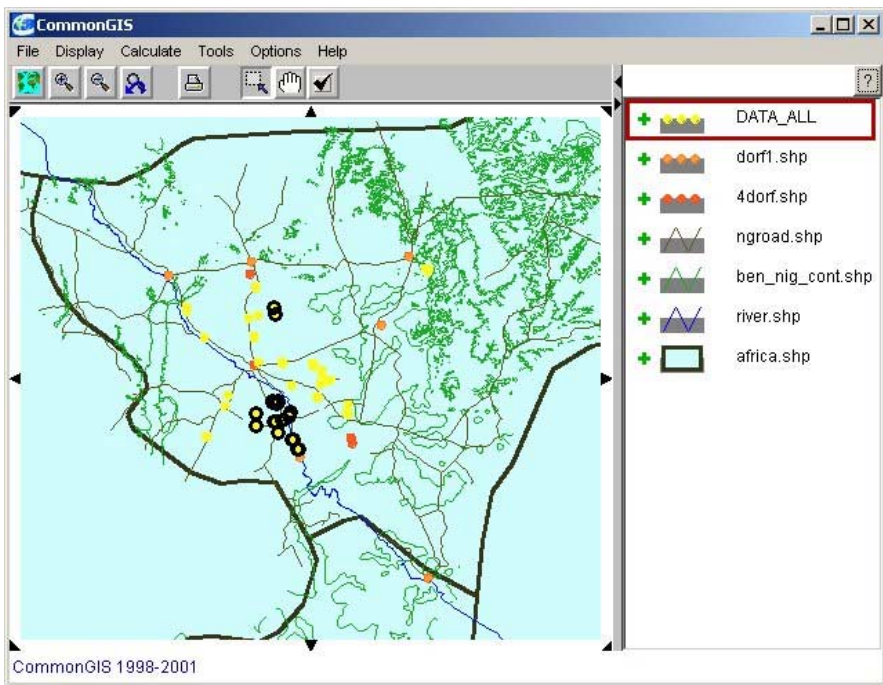 CommonGIS
File Display Calculate Tools Options Help
?
DATA_ALL
dorf1.shp
4dorf.shp
ngroad.shp
ben_nig_cont.shp
river.shp
africa.shp
CommonGIS 1998-2001